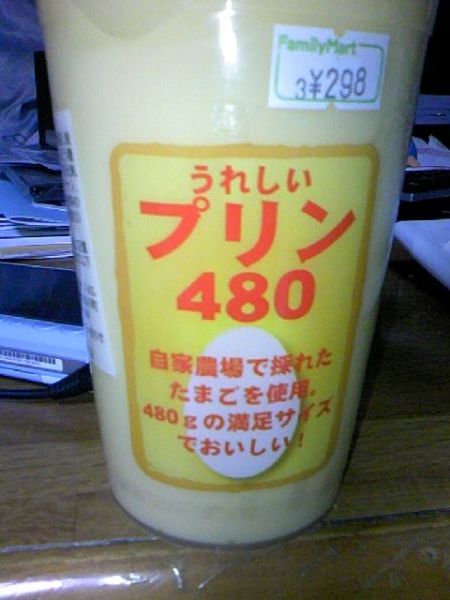 FamilyMart
3¥298
うれしい
プリン
480
自家農場で採れた
たまごを使用。
480gの満足サイズ
でおいしい!